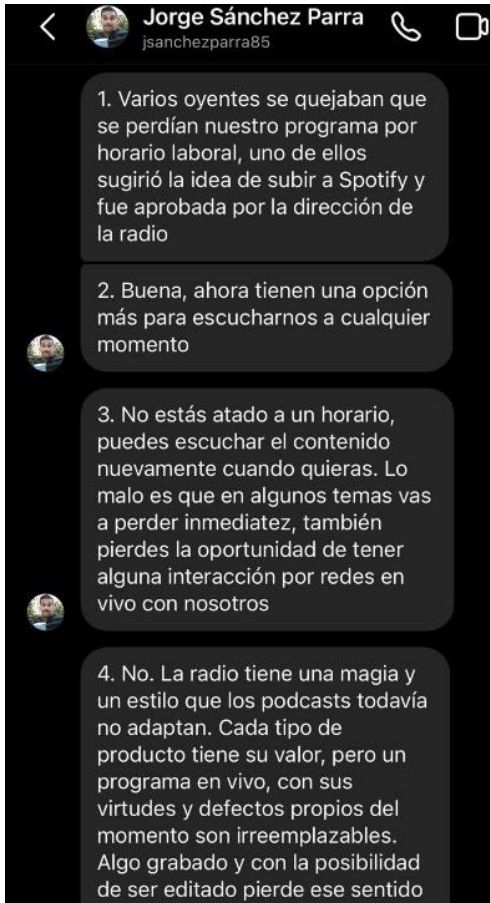 Jorge Sánchez Parra
jsanchezparra85
1. Varios oyentes se quejaban que
se perdían nuestro programa por
horario laboral, uno de ellos
sugirió la idea de subir a Spotify y
fue aprobada por la dirección de
la radio
2. Buena, ahora tienen una opción
más para escucharnos a cualquier
momento
3. No estás atado a un horario,
puedes escuchar el contenido
nuevamente cuando quieras. Lo
malo es que en algunos temas vas
a perder inmediatez, también
pierdes la oportunidad de tener
alguna interacción por redes en
vivo con nosotros
4. No. La radio tiene una magia y
un estilo que los podcasts todavía
no adaptan. Cada tipo de
producto tiene su valor, pero un
programa en vivo, con sus
virtudes y defectos propios del
momento son irreemplazables.
Algo grabado y con la posibilidad
de ser editado pierde ese sentido